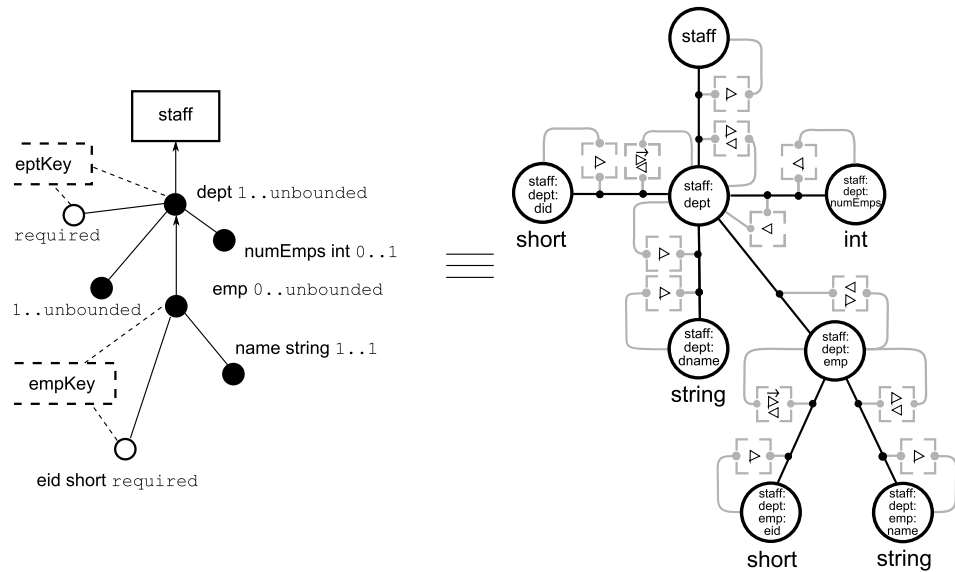 staff
eptKey
dept 1..unbounded
required
numEmps int 0..1
1..unbounded
emp 0..unbounded
name string 1..1
empKey
eid short required
staff
staff:
dept:
did
short
staff:
dept
staff:
dept:
numEmps
int
staff:
dept:
dname
string
staff:
dept:
emp
staff:
dept:
emp:
eid
short
staff:
dept:
emp:
name
string